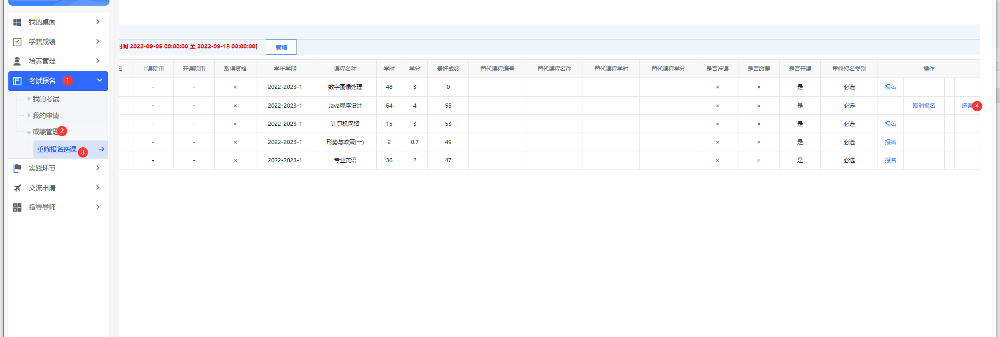 我的桌面
学籍成绩
培养管理
考试报名 1
我的考试
我的申请
成绩管理 2
重修报名选课 3
实践环节
交流申请
指导导师
时间 2022-09-05 00:00:00 至 2022-09-18 00:00:00] 新增
名 上课院审 开课院审 取得资格 学年学期 课程名称 学时 学分 最好成绩 替代课程编号 替代课程名称 替代课程学时 替代课程学分 是否选课 是否缴费 是否开课 重修报名类别 操作
- - × 2022-2023-1 数字图像处理 48 3 0 × × 是 必选 报名
- - × 2022-2023-1 Java程序设计 64 4 55 × × 是 必选 取消报名 选课 4
- - × 2022-2023-1 计算机网络 15 3 53 × × 是 必选 报名
- - × 2022-2023-1 形势与政策(一) 2 0.7 49 × × 是 必选 报名
- - × 2022-2023-1 专业英语 36 2 47 × × 是 必选 报名